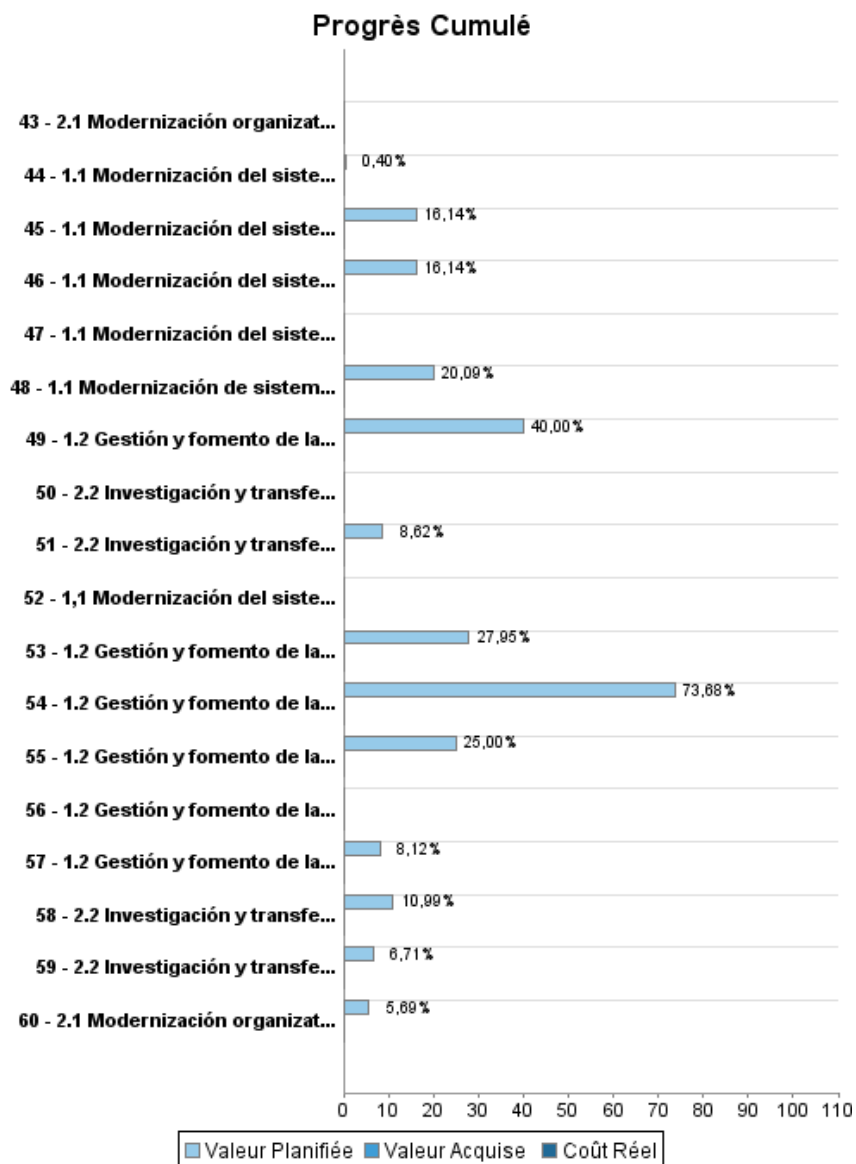 Progrès Cumulé
43 - 2.1 Modernización organizat...
44 - 1.1 Modernización del siste...
0,40%
45 - 1.1 Modernización del siste...
16,14%
46 - 1.1 Modernización del siste...
16,14%
47 - 1.1 Modernización del siste...
48 - 1.1 Modernización de sistem...
20,09%
49 - 1.2 Gestión y fomento de la...
40,00%
50 - 2.2 Investigación y transfe...
51 - 2.2 Investigación y transfe...
8,62%
52 - 1,1 Modernización del siste...
53 - 1.2 Gestión y fomento de la...
27,95%
54 - 1.2 Gestión y fomento de la...
73,68%
55 - 1.2 Gestión y fomento de la...
25,00%
56 - 1.2 Gestión y fomento de la...
57 - 1.2 Gestión y fomento de la...
8,12%
58 - 2.2 Investigación y transfe...
10,99%
59 - 2.2 Investigación y transfe...
6,71%
60 - 2.1 Modernización organizat...
5,69%
0 10 20 30 40 50 60 70 80 90 100 110
Valeur Planifiée Valeur Acquise Coût Réel